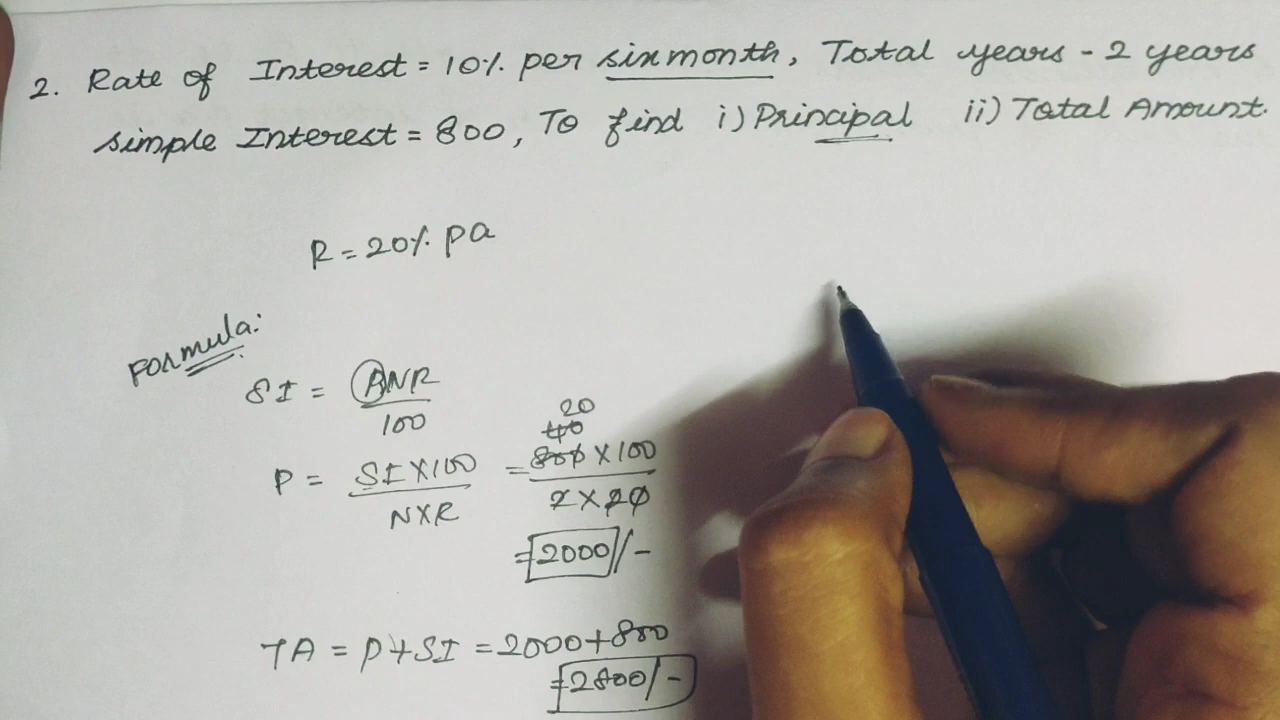 2. Rate of Interest = 10% per six month, Total years - 2 years
simple Interest = 800, To find i) Principal ii) Total Amount.
R = 20% pa
Formula:
SI = PNR
100
20
40
P = SI X 100 = 800 X 100
N X R 2 X 20
= 2000/-
TA = P + SI = 2000 + 800
= 2800/-